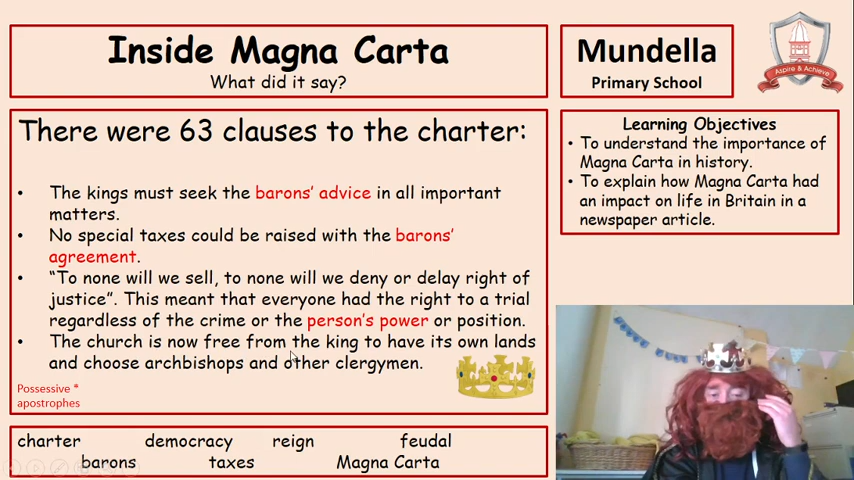 Inside Magna Carta
What did it say?
Mundella
Primary School
Aspire & Achieve
There were 63 clauses to the charter:
• The kings must seek the barons’ advice in all important
matters.
• No special taxes could be raised with the barons’
agreement.
• “To none will we sell, to none will we deny or delay right of
justice”. This meant that everyone had the right to a trial
regardless of the crime or the person’s power or position.
• The church is now free from the king to have its own lands
and choose archbishops and other clergymen.
Possessive *
apostrophes
Learning Objectives
• To understand the importance of
Magna Carta in history.
• To explain how Magna Carta had
an impact on life in Britain in a
newspaper article.
charter democracy reign feudal
barons taxes Magna Carta